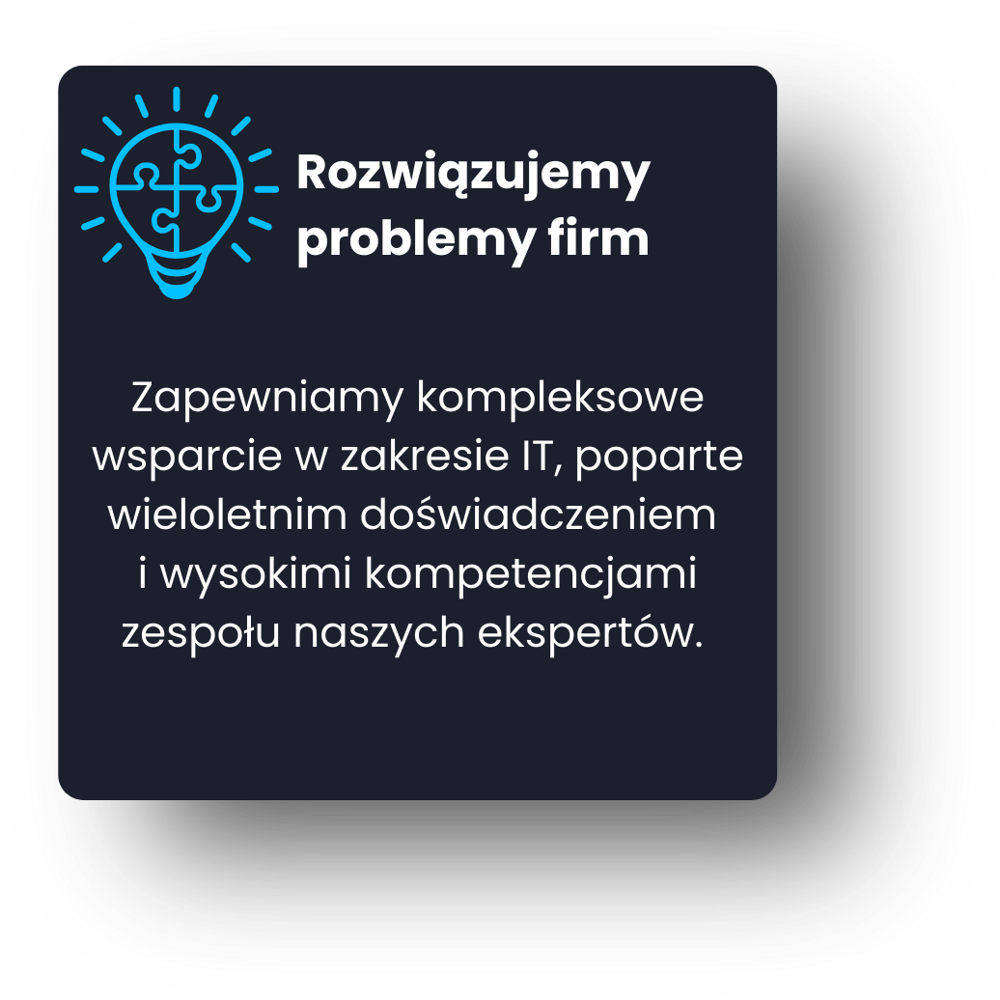 Rozwiązujemy
problemy firm
Zapewniamy kompleksowe
wsparcie w zakresie IT, poparte
wieloletnim doświadczeniem
i wysokimi kompetencjami
zespołu naszych ekspertów.